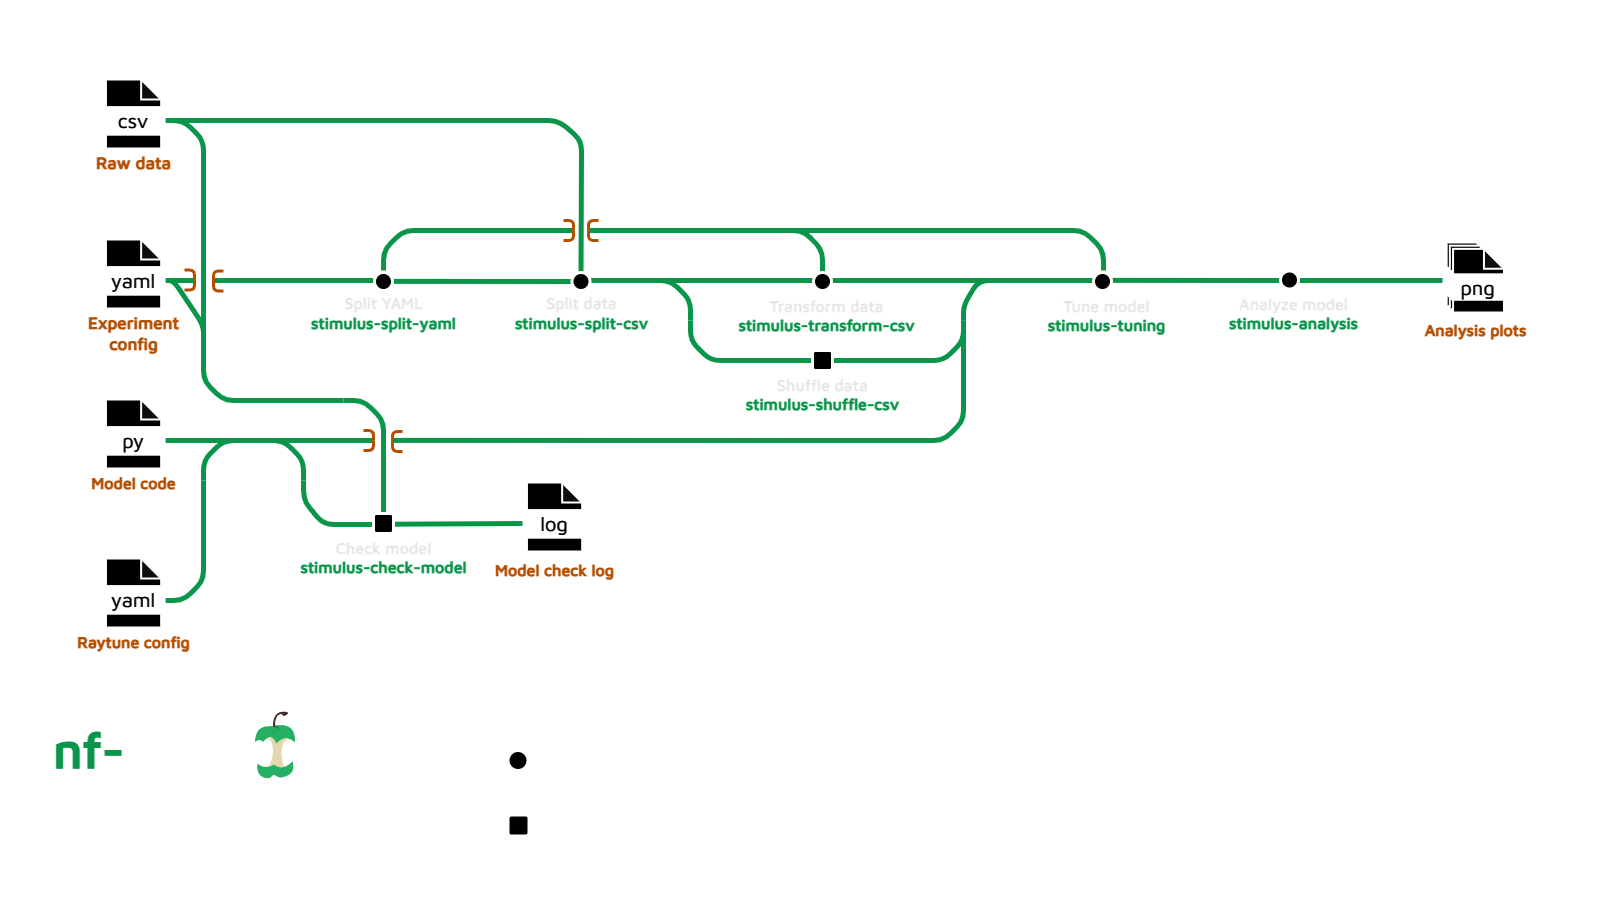 csv
Raw data
yaml
Experiment
config
Split YAML
stimulus-split-yaml
Split data
stimulus-split-csv
Transform data
stimulus-transform-csv
Tune model
stimulus-tuning
Analyze model
stimulus-analysis
png
Analysis plots
Shuffle data
stimulus-shuffle-csv
py
Model code
Check model
stimulus-check-model
log
Model check log
yaml
Raytune config
nf-